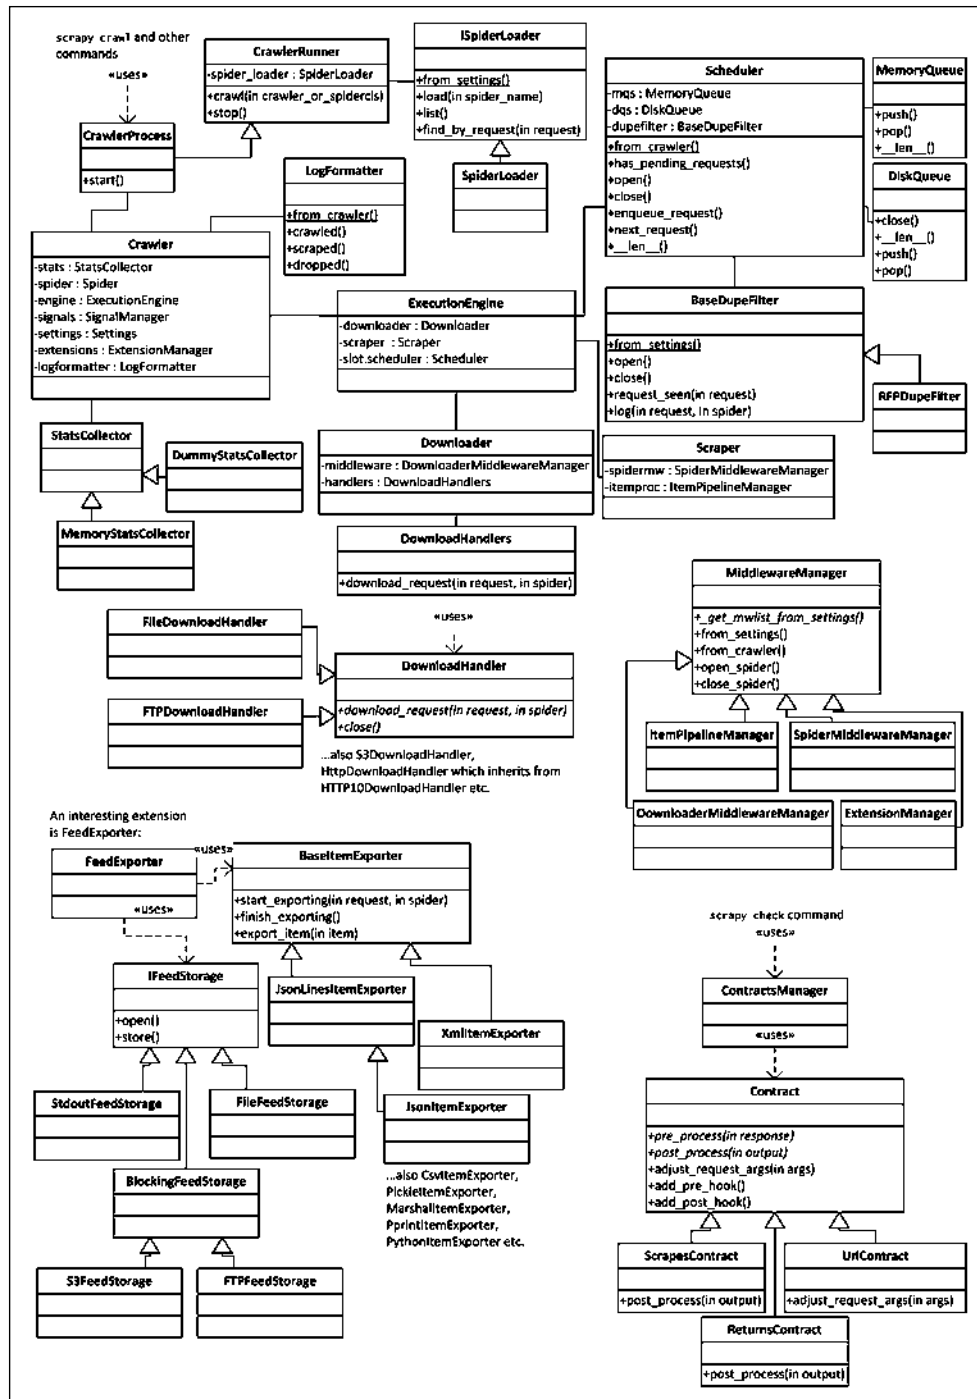 scrapy crawl and other
commands
«uses»
CrawlerProcess
+start()
CrawlerRunner
-spider_loader : SpiderLoader
+crawl(in crawler_or_spidercls
+stop()
ISpiderLoader
+from_settings()
+load(in spider_name)
+list()
+find_by_request(in request)
SpiderLoader
LogFormatter
+from_crawler()
+crawled()
+scraped()
+dropped()
Scheduler
-mqs : MemoryQueue
-dqs : DiskQueue
-dupefilter : BaseDupeFilter
+from_crawler()
+has_pending_requests()
+open()
+close()
+enqueue_request()
+next_request()
+__len__()
MemoryQueue
+push()
+pop()
+__len__()
DiskQueue
+close()
+__len__()
+push()
+pop()
Crawler
-stats : StatsCollector
-spider : Spider
-engine : ExecutionEngine
-signals : SignalManager
-settings : Settings
-extensions : ExtensionManager
-logformatter : LogFormatter
ExecutionEngine
-downloader : Downloader
-scraper : Scraper
-slot.scheduler : Scheduler
BaseDupeFilter
+from_settings()
+open()
+close()
+request_seen(in request)
+log(in request, in spider)
RFPDupeFilter
StatsCollector
DummyStatsCollector
MemoryStatsCollector
Downloader
-middleware : DownloaderMiddlewareManager
-handlers : DownloadHandlers
Scraper
-spidermw : SpiderMiddlewareManager
-itemproc : ItemPipelineManager
DownloadHandlers
+download_request(in request, in spider)
«uses»
FileDownloadHandler
FTPDownloadHandler
DownloadHandler
+download_request(in request, in spider)
+close()
...also S3DownloadHandler,
HttpDownloadHandler which inherits from
HTTP10DownloadHandler etc.
MiddlewareManager
+_get_mwlist_from_settings()
+from_settings()
+from_crawler()
+open_spider()
+close_spider()
ItemPipelineManager
SpiderMiddlewareManager
DownloaderMiddlewareManager
ExtensionManager
An interesting extension
is FeedExporter:
«uses»
FeedExporter
«uses»
BaseItemExporter
+start_exporting(in request, in spider)
+finish_exporting()
+export_item(in item)
IFeedStorage
+open()
+store()
JsonLinesItemExporter
XmlItemExporter
StdoutFeedStorage
FileFeedStorage
JsonItemExporter
...also CsvItemExporter,
PickleItemExporter,
MarshalItemExporter,
PprintItemExporter,
PythonItemExporter etc.
BlockingFeedStorage
S3FeedStorage
FTPFeedStorage
scrapy check command
«uses»
ContractsManager
«uses»
Contract
+pre_process(in response)
+post_process(in output)
+adjust_request_args(in args)
+add_pre_hook()
+add_post_hook()
ScrapesContract
+post_process(in output)
UrlContract
+adjust_request_args(in args)
ReturnsContract
+post_process(in output)